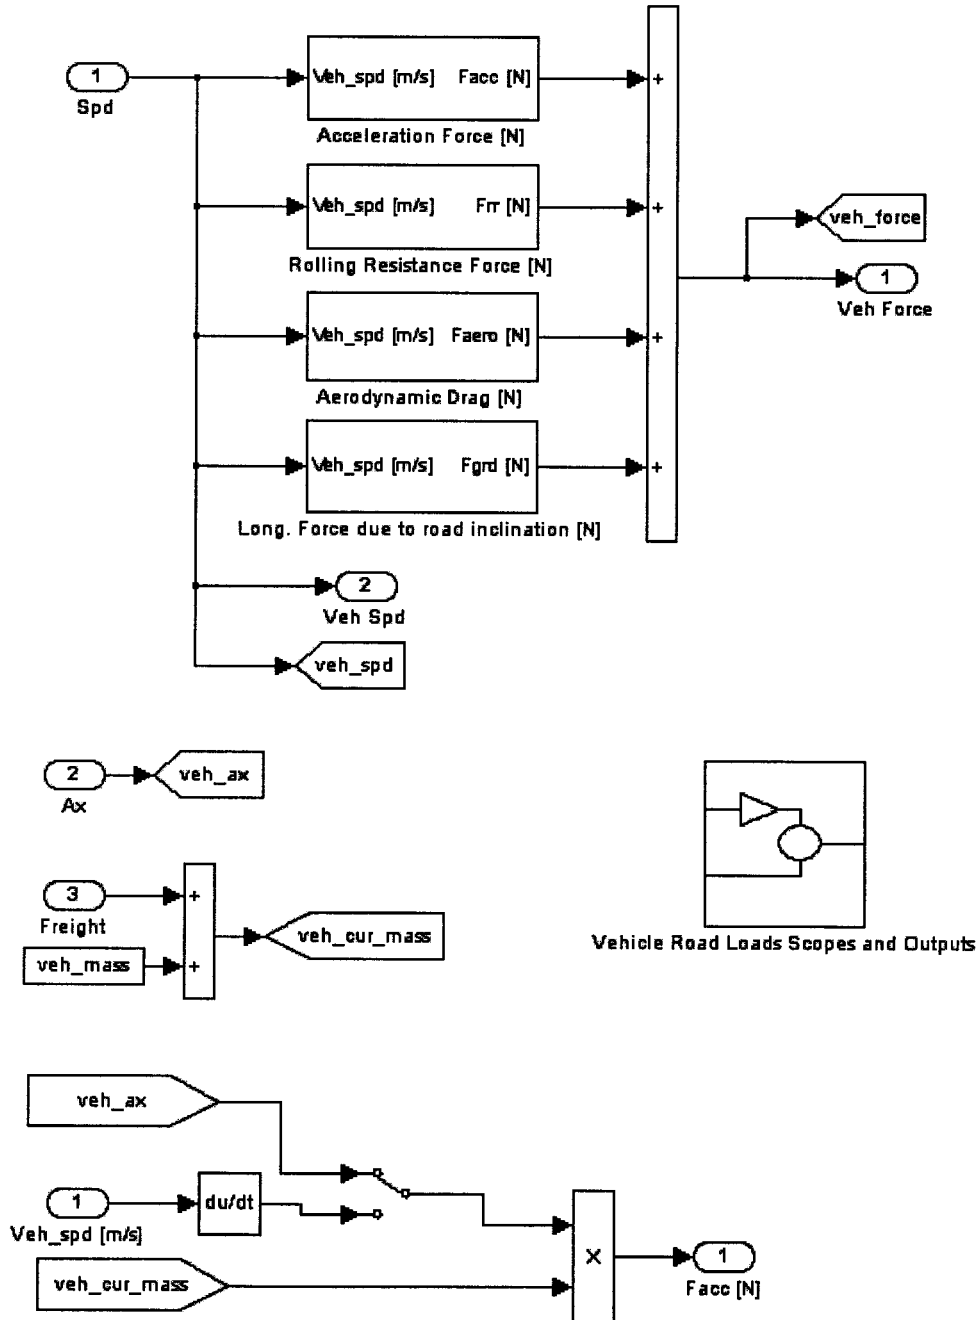 1
Spd
Veh_spd [m/s] Facc [N]
Acceleration Force [N]
+
Veh_spd [m/s] Frr [N]
Rolling Resistance Force [N]
+
veh_force
1
Veh Force
Veh_spd [m/s] Faero [N]
Aerodynamic Drag [N]
+
Veh_spd [m/s] Fgrd [N]
Long. Force due to road inclination [N]
+
2
Veh Spd
veh_spd
2
Ax
veh_ax
3
Freight
+
veh_mass
+
veh_cur_mass
Vehicle Road Loads Scopes and Outputs
veh_ax
1
Veh_spd [m/s]
du/dt
veh_cur_mass
X
1
Facc [N]